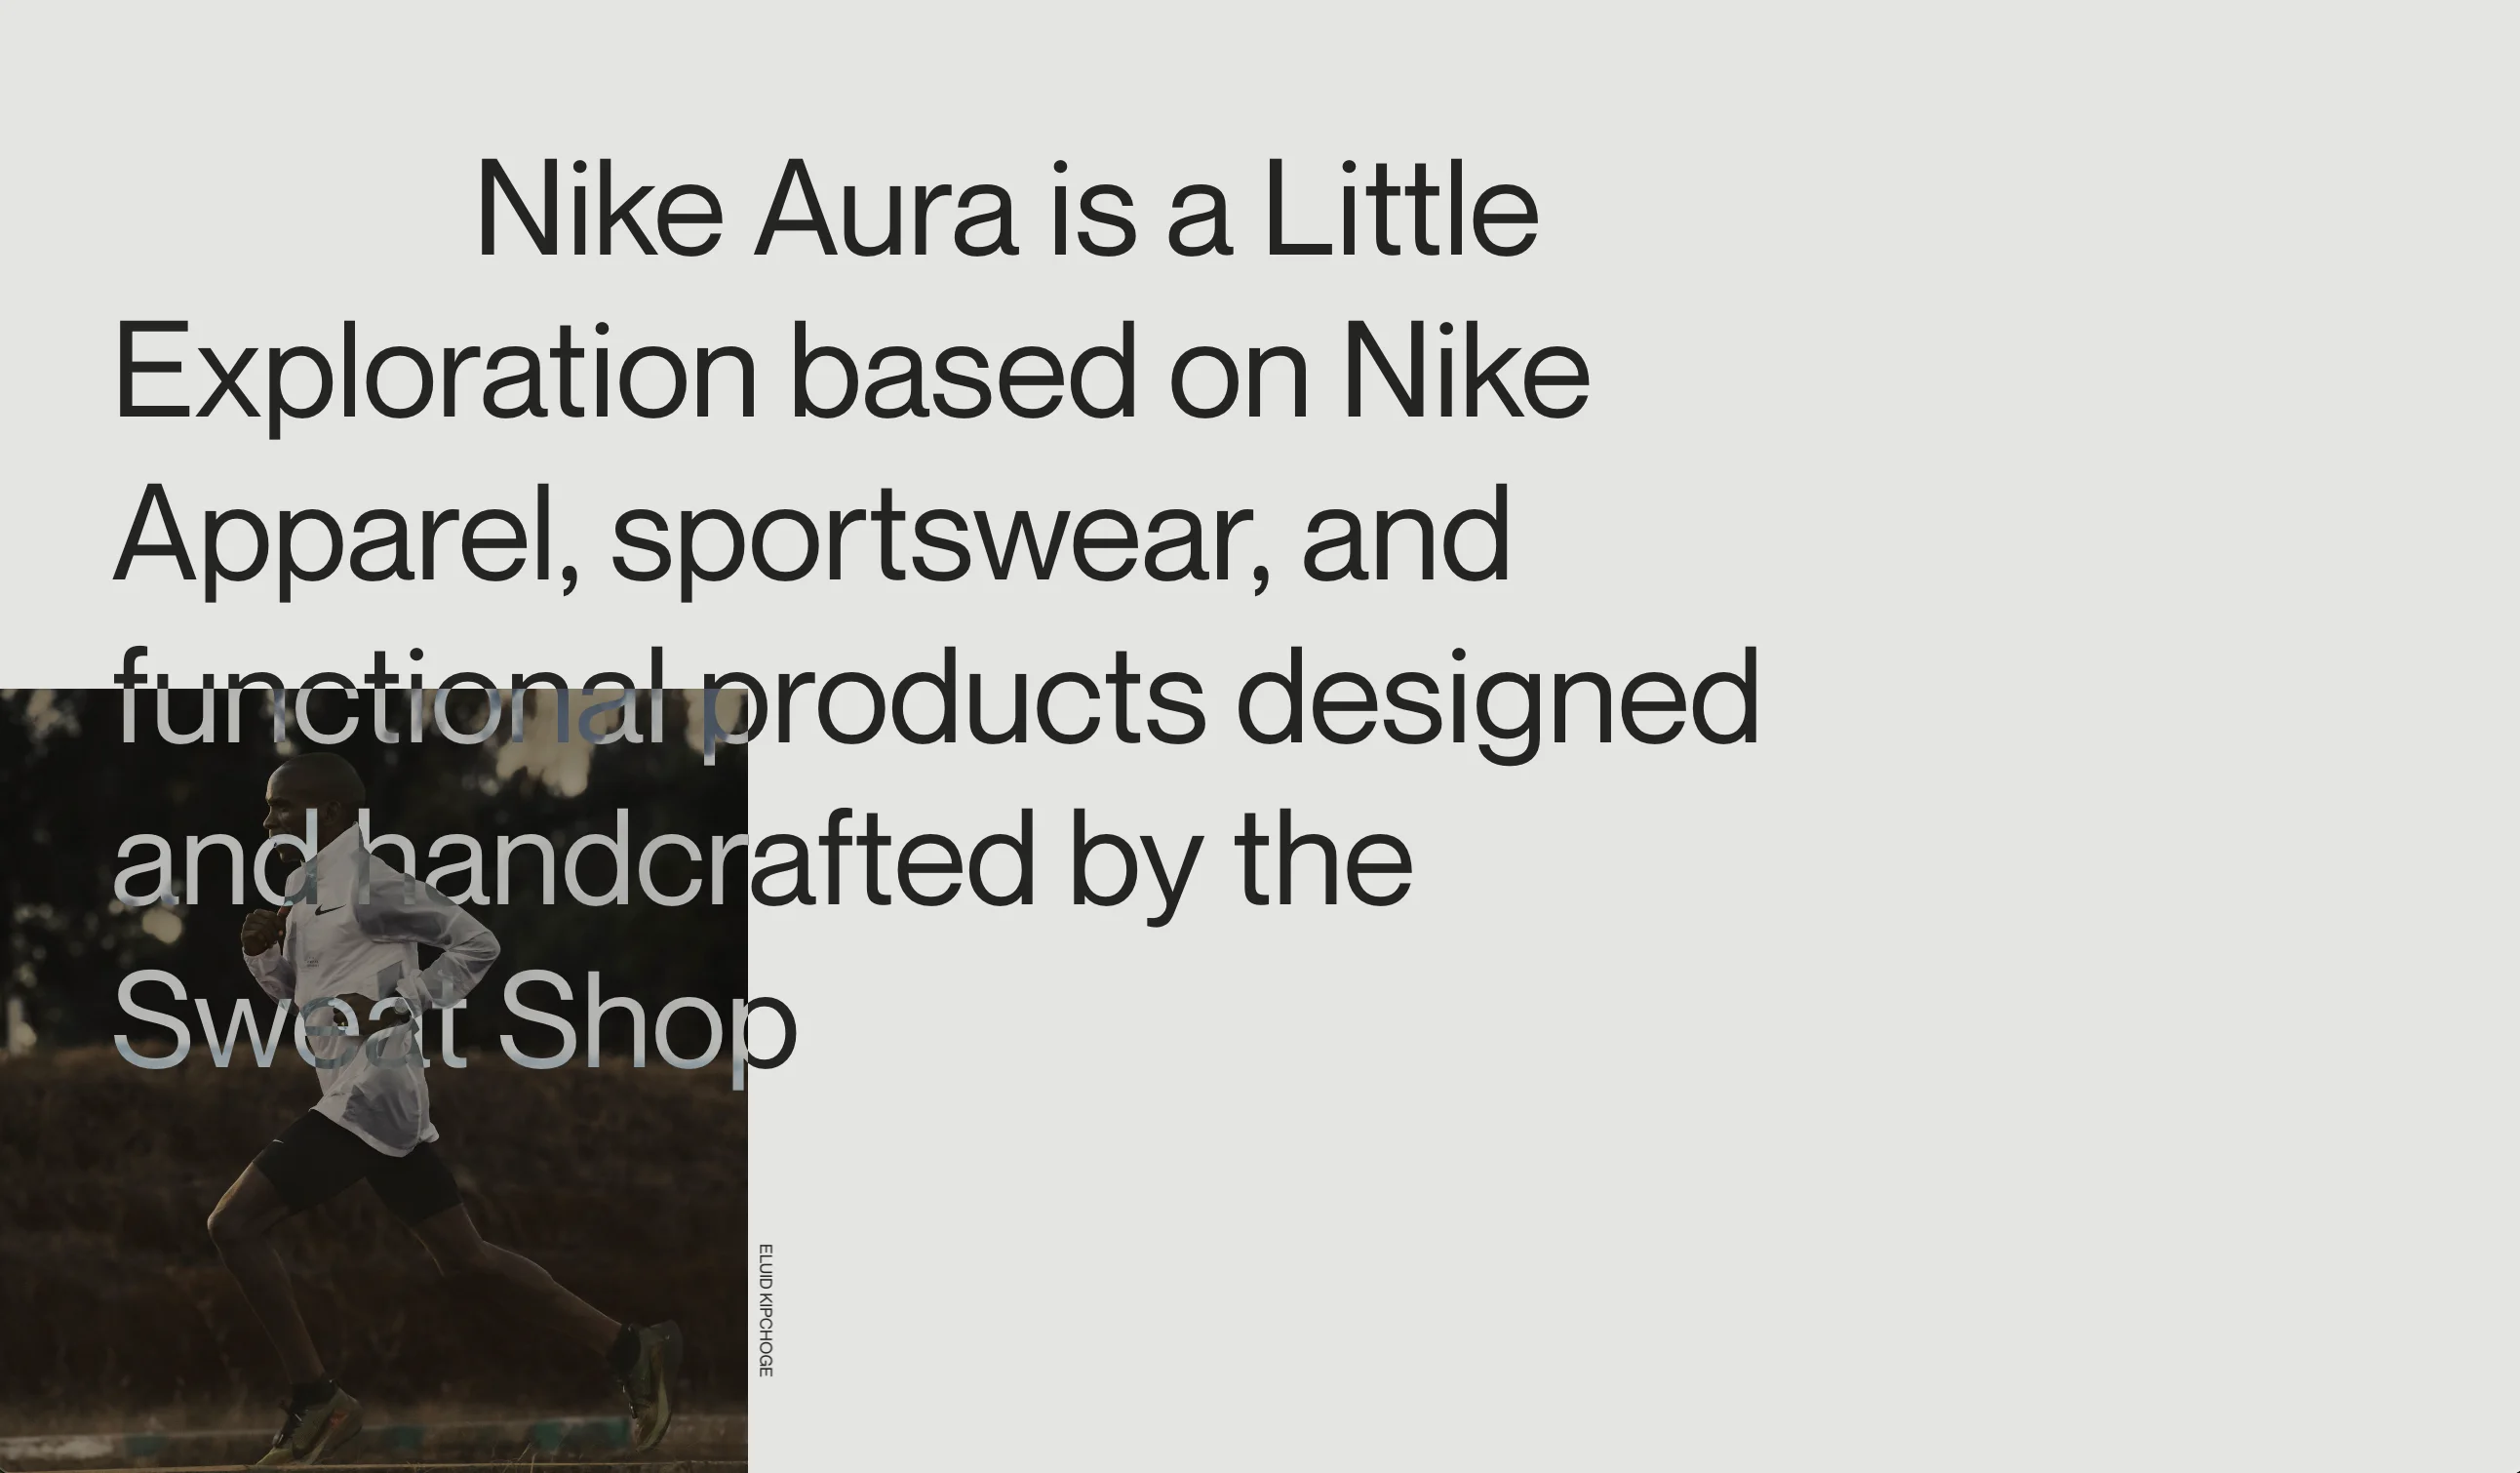 Nike Aura is a Little
Exploration based on Nike
Apparel, sportswear, and
functional products designed
and handcrafted by the
Sweat Shop
ELUID KIPCHOGE